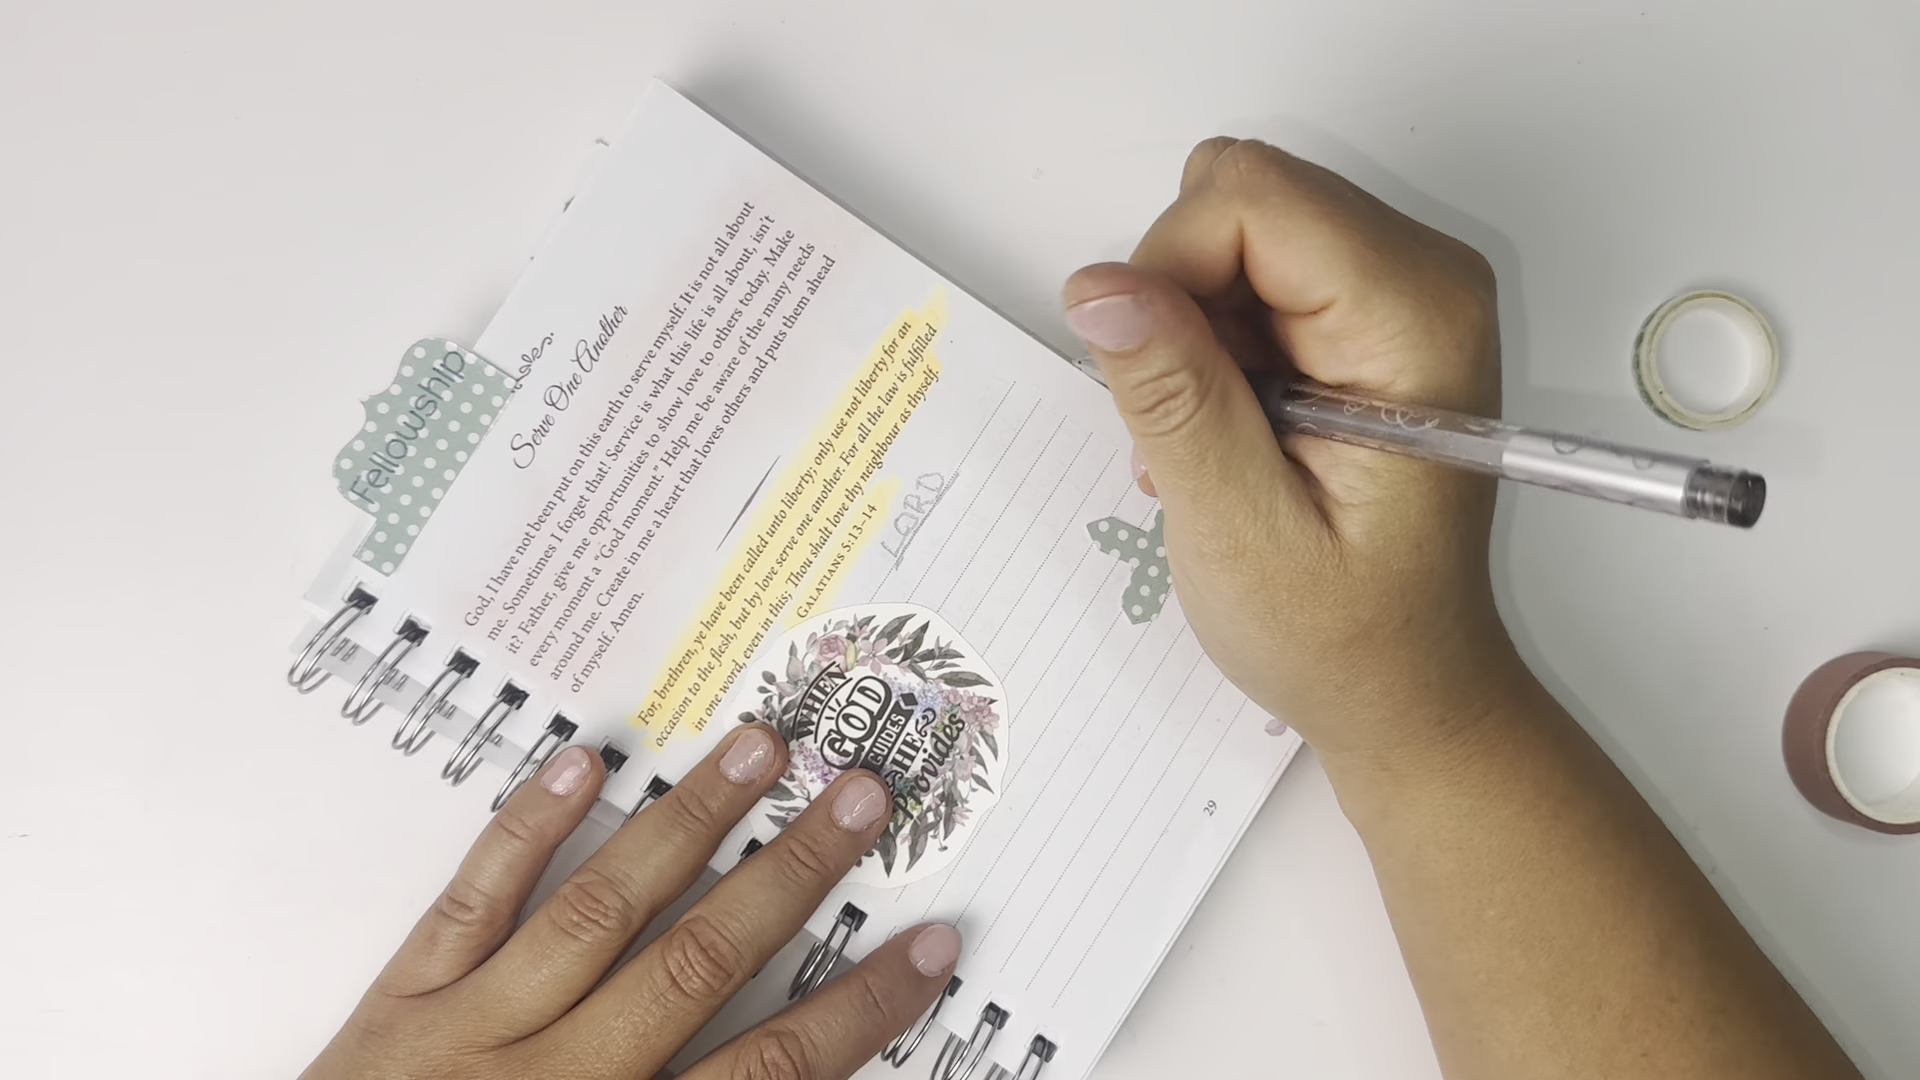 Fellowship
Serve One Another
God, I have not been put on this earth to serve myself. It is not all about
me. Sometimes I forget that! Service is what this life is all about, isn't
it? Father, give me opportunities to show love to others today. Make
every moment a "God moment." Help me be aware of the many needs
around me. Create in me a heart that loves others and puts them ahead
of myself. Amen.
For, brethren, ye have been called unto liberty; only use not liberty for an
occasion to the flesh, but by love serve one another. For all the law is fulfilled
in one word, even in this; Thou shalt love thy neighbour as thyself.
GALATIANS 5:13–14
LORD
WHEN
GOD
GUIDES
HE
Provides
29